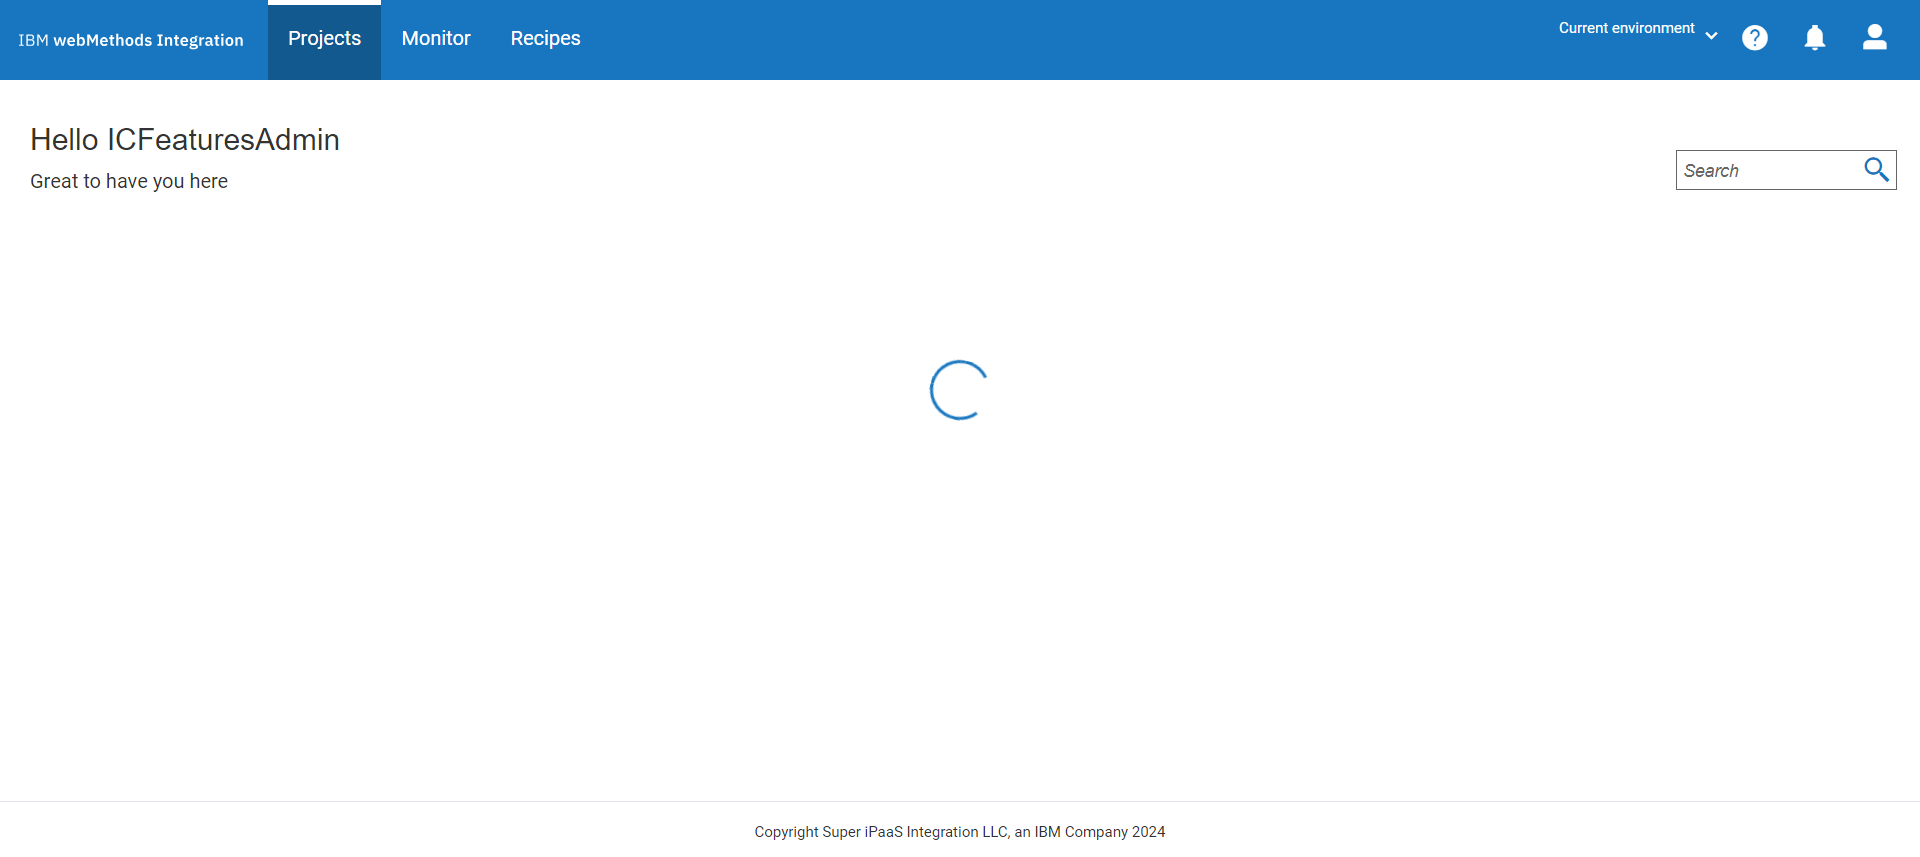 IBM webMethods Integration
Projects
Monitor
Recipes
Current environment
Hello ICFeaturesAdmin
Great to have you here
Search
Copyright Super iPaaS Integration LLC, an IBM Company 2024